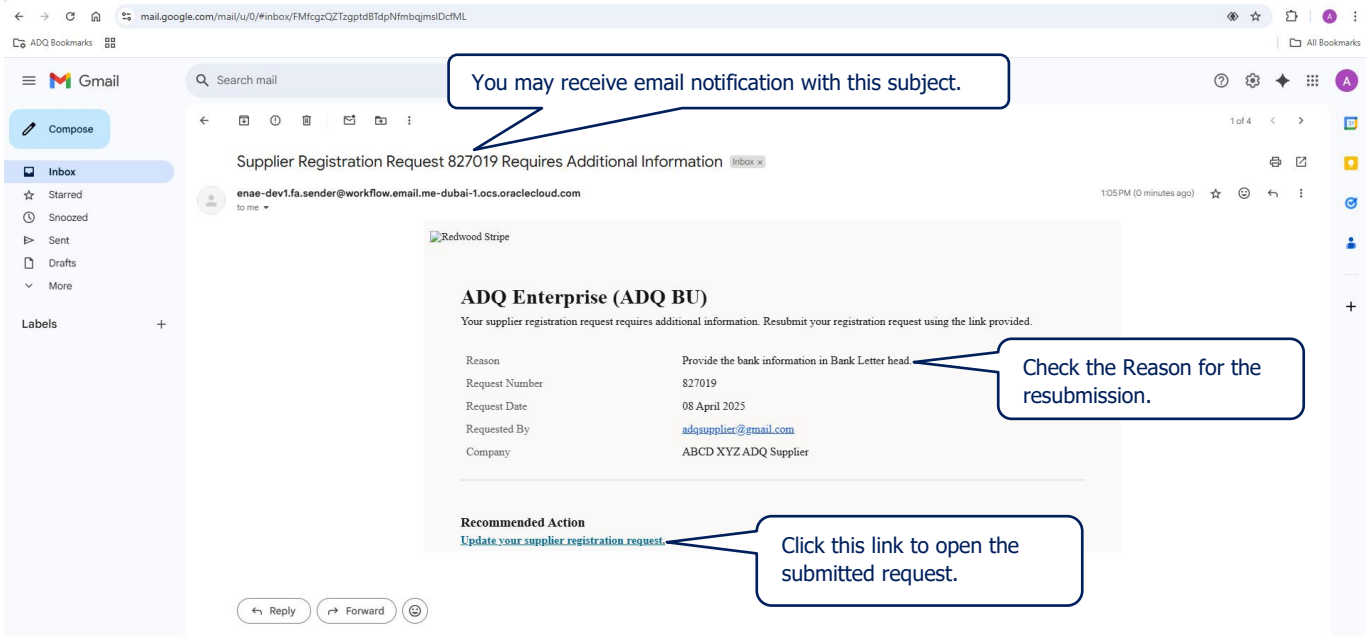 mail.google.com/mail/u/0/#inbox/FMfcgzQZTzgptdBTdpNfmbqjmslDcfML
A
ADQ Bookmarks
All Bookmarks
Gmail
Search mail
You may receive email notification with this subject.
A
Compose
1 of 4
31
Supplier Registration Request 827019 Requires Additional Information Inbox x
Inbox
Starred
enae-dev1.fa.sender@workflow.email.me-dubai-1.ocs.oraclecloud.com
1:05 PM (0 minutes ago)
to me
Snoozed
Sent
Drafts
More
Labels +
Redwood Stripe
ADQ Enterprise (ADQ BU)
Your supplier registration request requires additional information. Resubmit your registration request using the link provided.
Reason Provide the bank information in Bank Letter head.
Check the Reason for the
resubmission.
Request Number 827019
Request Date 08 April 2025
Requested By adqsupplier@gmail.com
Company ABCD XYZ ADQ Supplier
Recommended Action
Update your supplier registration request.
Click this link to open the
submitted request.
Reply
Forward